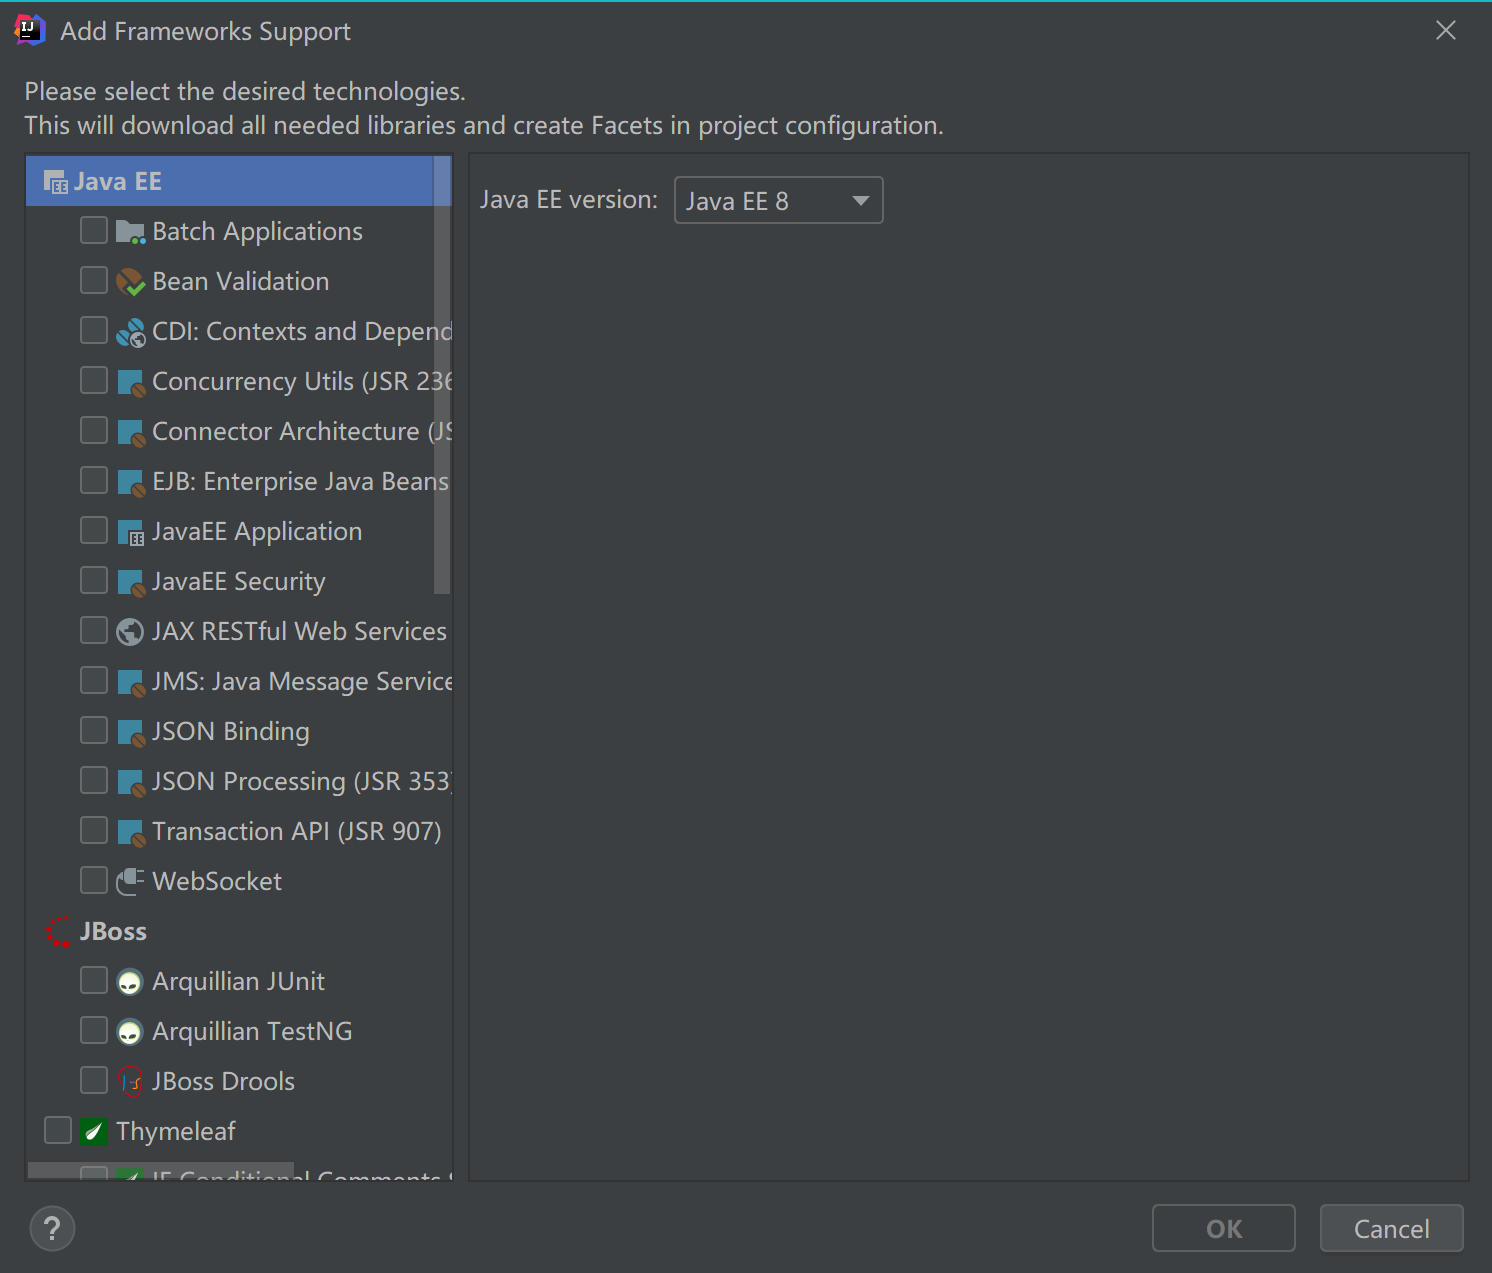 Add Frameworks Support
Please select the desired technologies.
This will download all needed libraries and create Facets in project configuration.
Java EE
Batch Applications
Bean Validation
CDI: Contexts and Depend
Concurrency Utils (JSR 236
Connector Architecture (JS
EJB: Enterprise Java Beans
JavaEE Application
JavaEE Security
JAX RESTful Web Services
JMS: Java Message Service
JSON Binding
JSON Processing (JSR 353)
Transaction API (JSR 907)
WebSocket
JBoss
Arquillian JUnit
Arquillian TestNG
JBoss Drools
Thymeleaf
IE Conditional Comments
Java EE version: Java EE 8
?
OK
Cancel